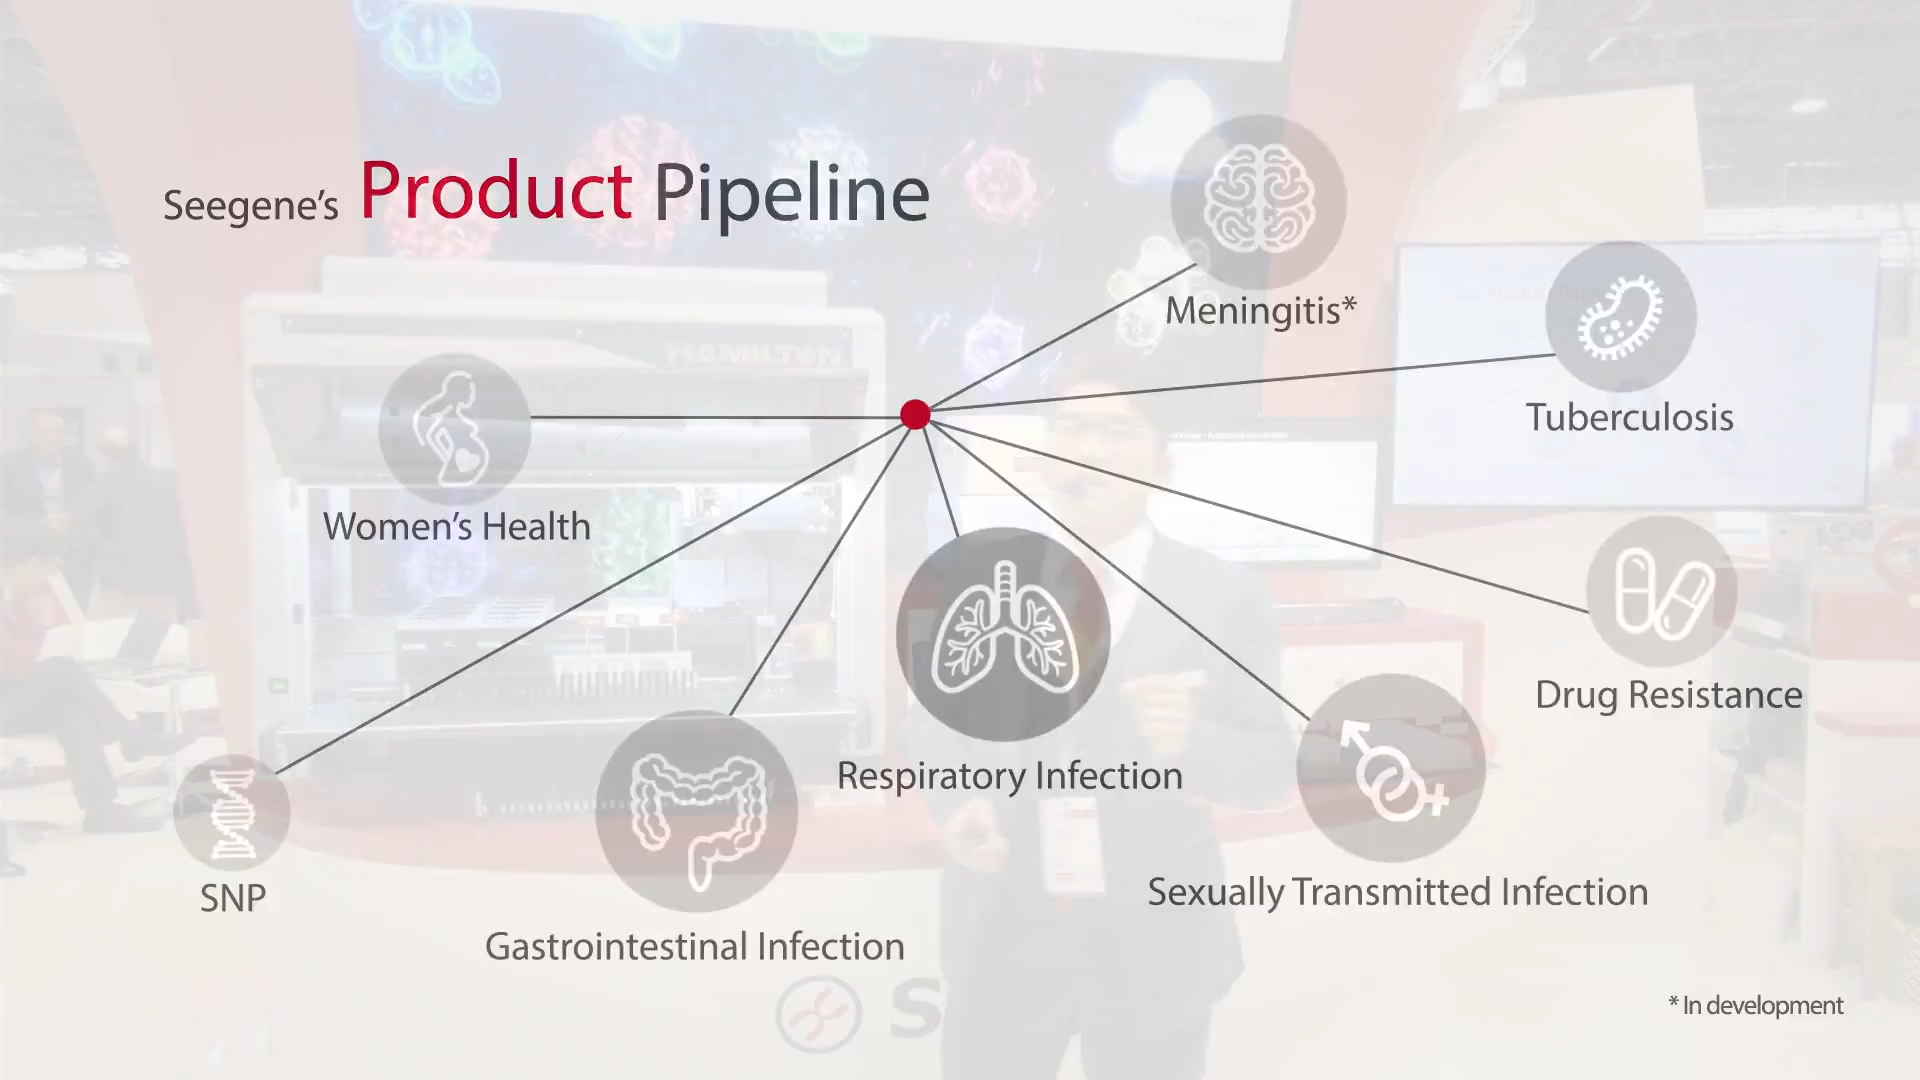 Seegene's Product Pipeline
HAMILTON
Meningitis*
Tuberculosis
Women's Health
Drug Resistance
Respiratory Infection
Sexually Transmitted Infection
SNP
Gastrointestinal Infection
S
* In development